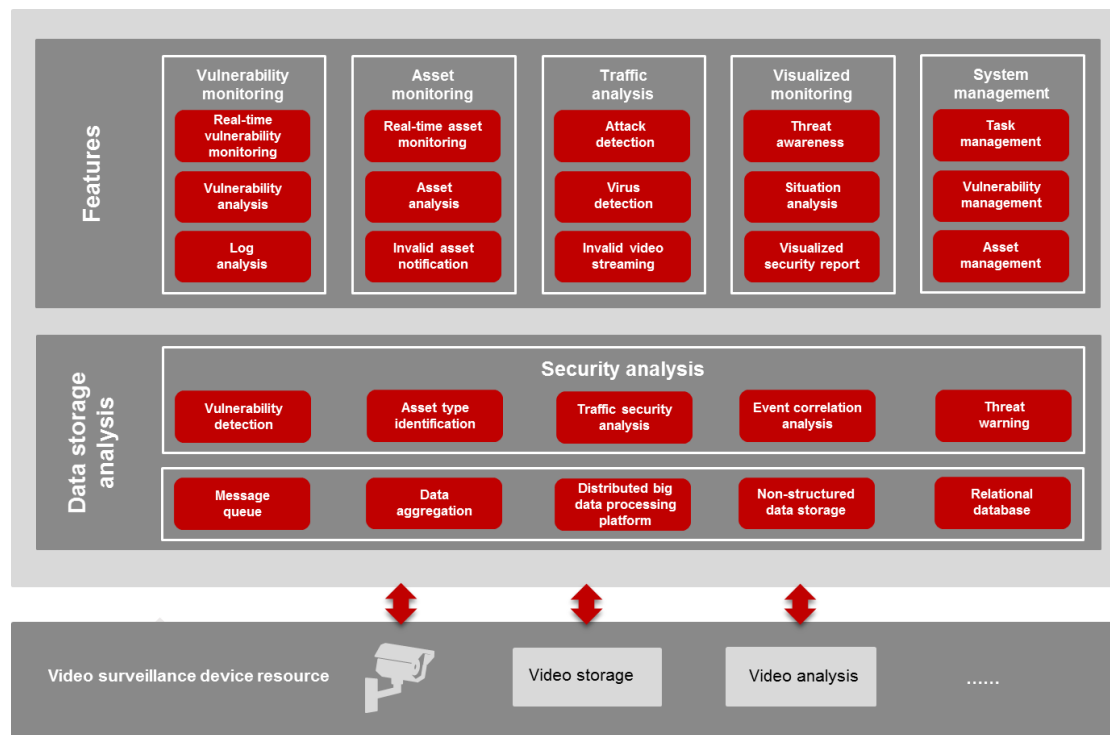 Features
Vulnerability
monitoring
Real-time
vulnerability
monitoring
Vulnerability
analysis
Log
analysis
Asset
monitoring
Real-time asset
monitoring
Asset
analysis
Invalid asset
notification
Traffic
analysis
Attack
detection
Virus
detection
Invalid video
streaming
Visualized
monitoring
Threat
awareness
Situation
analysis
Visualized
security report
System
management
Task
management
Vulnerability
management
Asset
management
Data storage
analysis
Security analysis
Vulnerability
detection
Asset type
identification
Traffic security
analysis
Event correlation
analysis
Threat
warning
Message
queue
Data
aggregation
Distributed big
data processing
platform
Non-structured
data storage
Relational
database
Video surveillance device resource
Video storage
Video analysis
......